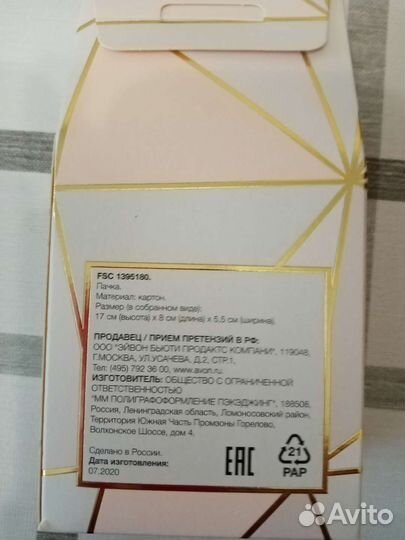 FSC 1395180.
Пачка.
Материал: картон.
Размер (в собранном виде):
17 см (высота) x 8 см (длина) x 5.5 см (ширина).
ПРОДАВЕЦ / ПРИЕМ ПРЕТЕНЗИЙ В РФ:
ООО "ЭЙВОН БЬЮТИ ПРОДАКТС КОМПАНИ", 119048,
Г.МОСКВА, УЛ.УСАЧЕВА, Д.2, СТР.1,
Тел: (495) 792 36 00, www.avon.ru.
ИЗГОТОВИТЕЛЬ: ОБЩЕСТВО С ОГРАНИЧЕННОЙ
ОТВЕТСТВЕННОСТЬЮ
"ММ ПОЛИГРАФОФОРМЛЕНИЕ ПЭКЭДЖИНГ", 188508,
Россия, Ленинградская область, Ломоносовский район,
Территория Южная Часть Промзоны Горелово,
Волхонское Шоссе, дом 4.
Сделано в России.
Дата изготовления:
07.2020
EAC
21
PAP
Avito